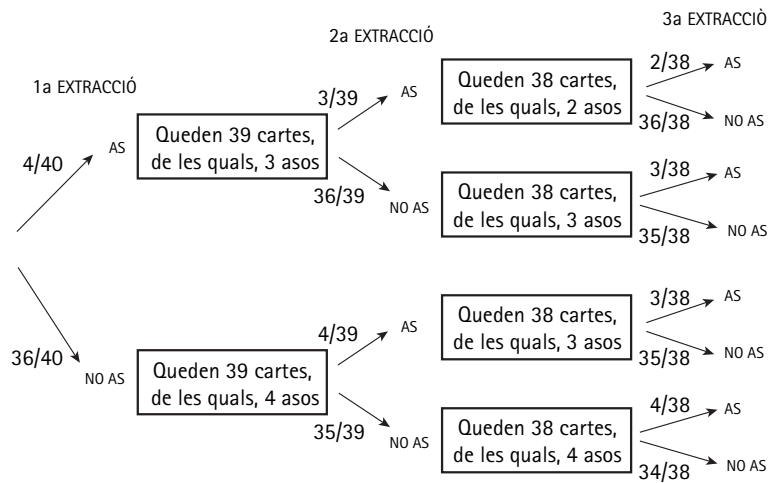 3a EXTRACCIÒ
2a EXTRACCIÓ
1a EXTRACCIÓ
4/40
AS
Queden 39 cartes,
de les quals, 3 asos
3/39
AS
36/39
NO AS
Queden 38 cartes,
de les quals, 2 asos
2/38
AS
36/38
NO AS
Queden 38 cartes,
de les quals, 3 asos
3/38
AS
35/38
NO AS
36/40
NO AS
Queden 39 cartes,
de les quals, 4 asos
4/39
AS
35/39
NO AS
Queden 38 cartes,
de les quals, 3 asos
3/38
AS
35/38
NO AS
Queden 38 cartes,
de les quals, 4 asos
4/38
AS
34/38
NO AS